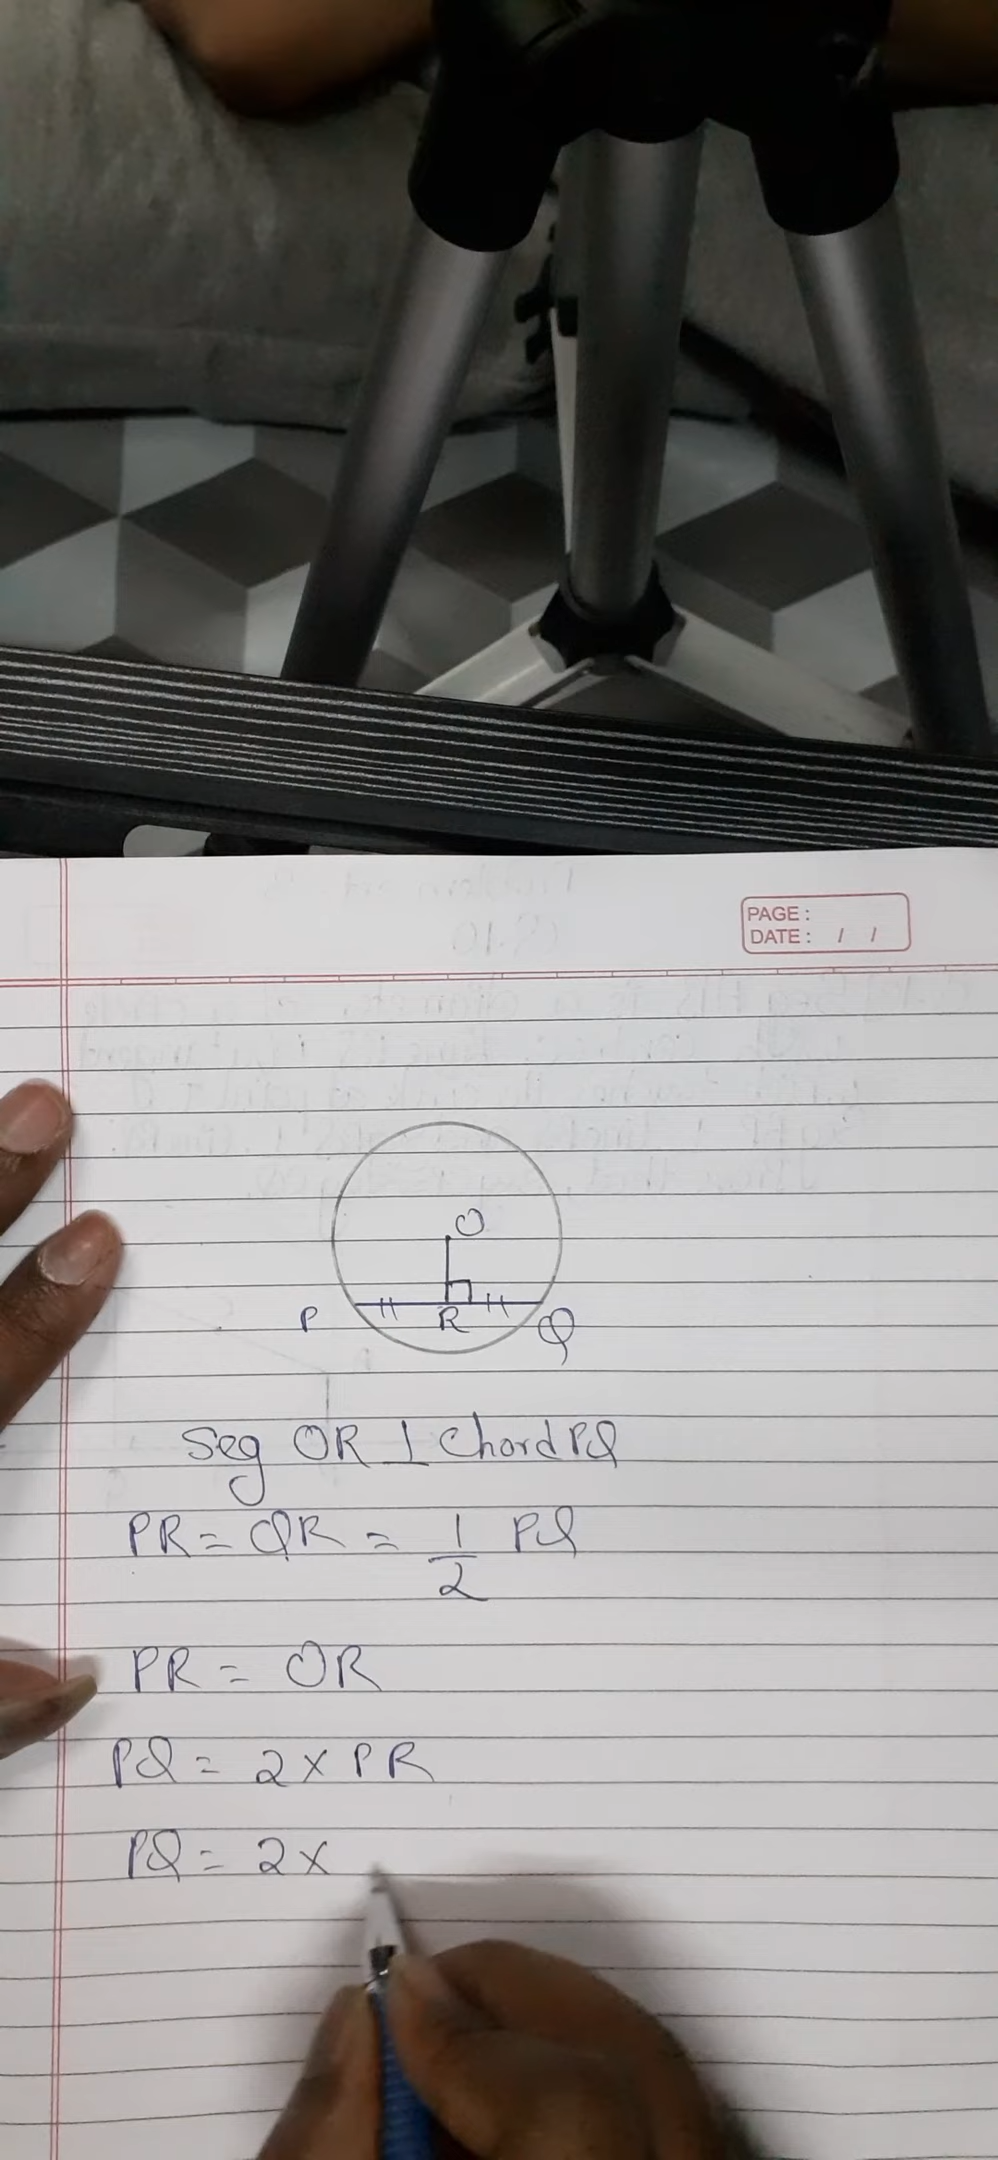 PAGE :
DATE : / /
O
P R Q
Seg OR ⊥ Chord PQ
PR = QR = 1/2 PQ
PR = OR
PQ = 2 x PR
PQ = 2 x